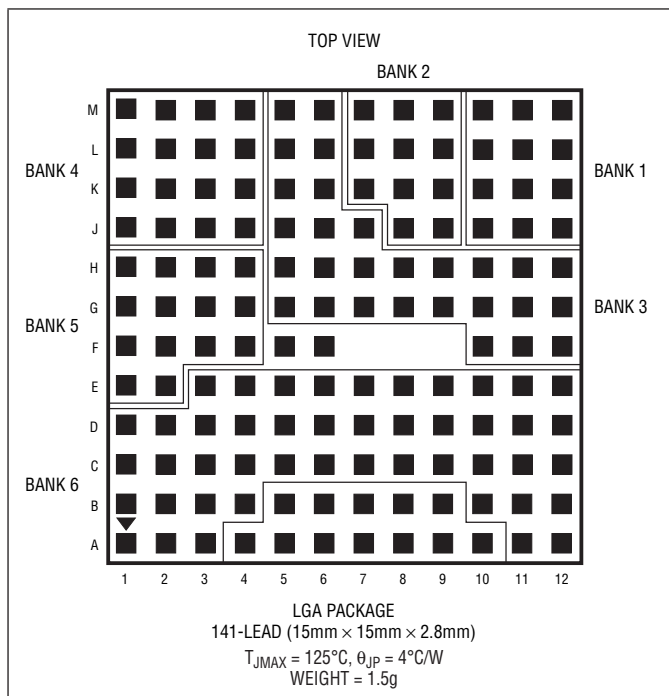 TOP VIEW
BANK 2
M
L
BANK 4
BANK 1
K
J
H
G
BANK 5
BANK 3
F
E
D
C
BANK 6
B
A
1 2 3 4 5 6 7 8 9 10 11 12
LGA PACKAGE
141-LEAD (15mm × 15mm × 2.8mm)
TJMAX = 125°C, θJP = 4°C/W
WEIGHT = 1.5g